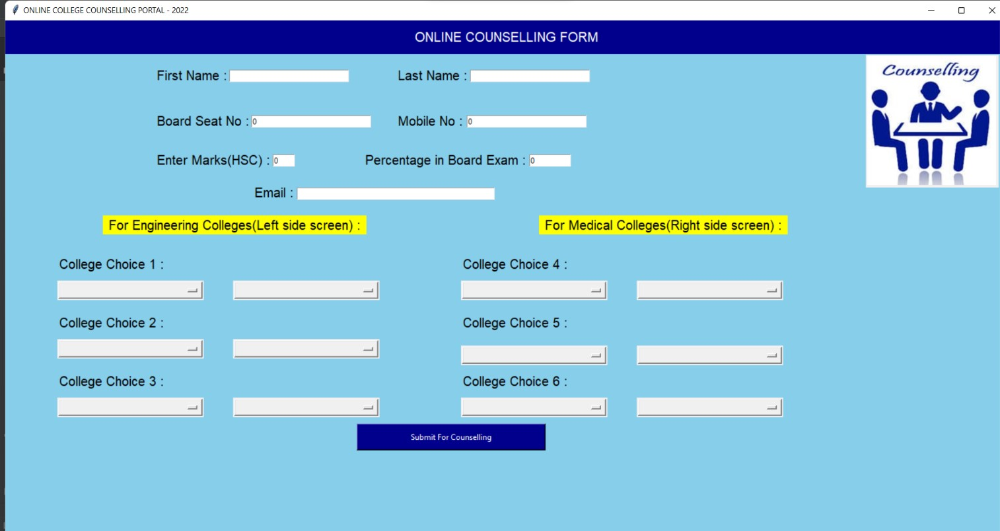 ONLINE COLLEGE COUNSELLING PORTAL - 2022
ONLINE COUNSELLING FORM
Counselling
First Name : Last Name :
Board Seat No : 0 Mobile No : 0
Enter Marks(HSC) : 0 Percentage in Board Exam : 0
Email :
For Engineering Colleges(Left side screen) : For Medical Colleges(Right side screen) :
College Choice 1 : College Choice 4 :
College Choice 2 : College Choice 5 :
College Choice 3 : College Choice 6 :
Submit For Counselling